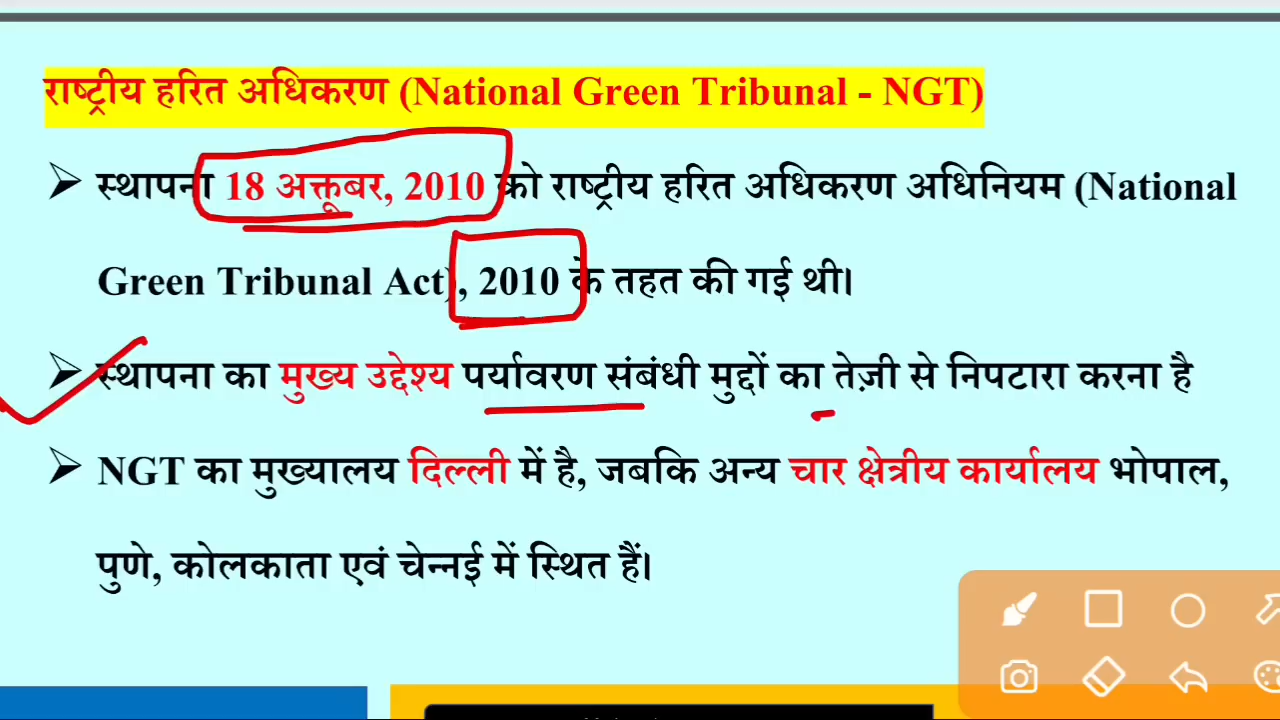 राष्ट्रीय हरित अधिकरण (National Green Tribunal - NGT)
स्थापना 18 अक्तूबर, 2010 को राष्ट्रीय हरित अधिकरण अधिनियम (National
Green Tribunal Act), 2010 के तहत की गई थी।
स्थापना का मुख्य उद्देश्य पर्यावरण संबंधी मुद्दों का तेज़ी से निपटारा करना है
NGT का मुख्यालय दिल्ली में है, जबकि अन्य चार क्षेत्रीय कार्यालय भोपाल,
पुणे, कोलकाता एवं चेन्नई में स्थित हैं।